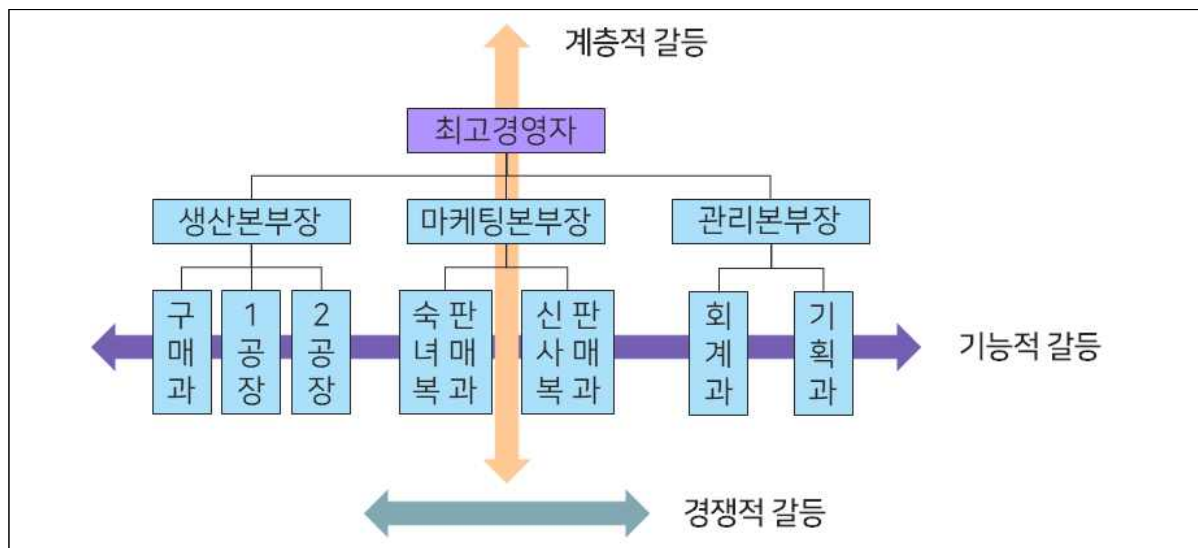 계층적 갈등
최고경영자
생산본부장
마케팅본부장
관리본부장
구매과
1공장
2공장
숙녀복 판매과
신사복 판매과
회계과
기획과
기능적 갈등
경쟁적 갈등